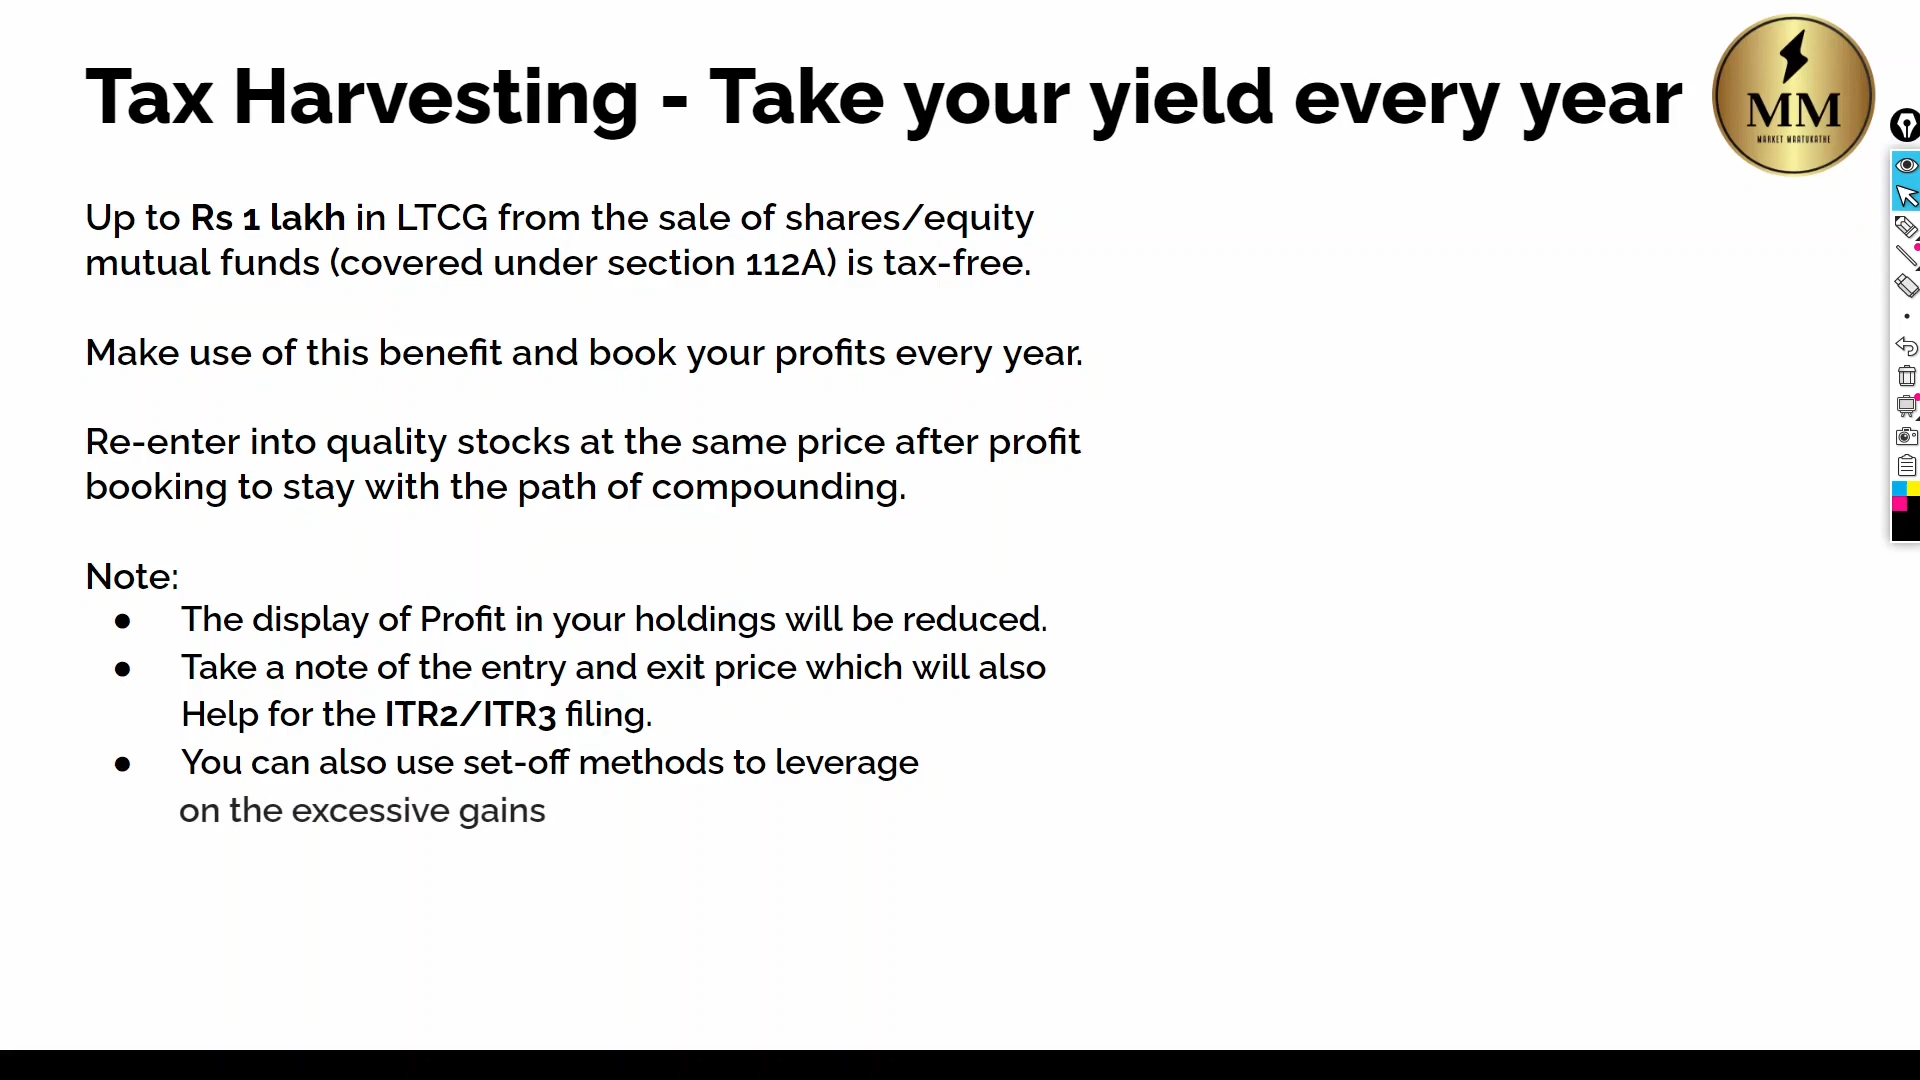 Tax Harvesting - Take your yield every year
MM
MARKET MAATUKATHE
Up to Rs 1 lakh in LTCG from the sale of shares/equity
mutual funds (covered under section 112A) is tax-free.
Make use of this benefit and book your profits every year.
Re-enter into quality stocks at the same price after profit
booking to stay with the path of compounding.
Note:
● The display of Profit in your holdings will be reduced.
● Take a note of the entry and exit price which will also
Help for the ITR2/ITR3 filing.
● You can also use set-off methods to leverage
on the excessive gains